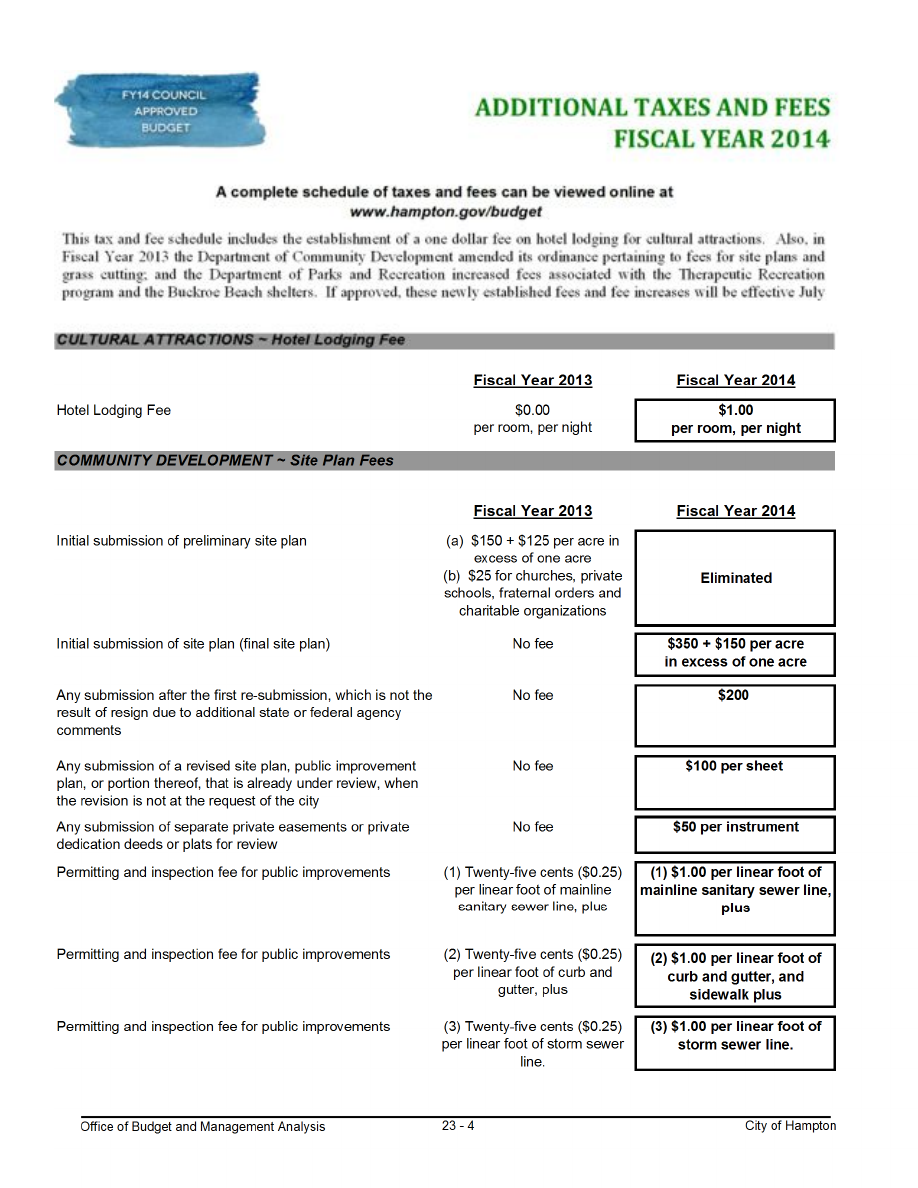 FY14 COUNCIL
APPROVED
BUDGET
ADDITIONAL TAXES AND FEES
FISCAL YEAR 2014
A complete schedule of taxes and fees can be viewed online at
www.hampton.gov/budget
This tax and fee schedule includes the establishment of a one dollar fee on hotel lodging for cultural attractions. Also, in
Fiscal Year 2013 the Department of Community Development amended its ordinance pertaining to fees for site plans and
grass cutting; and the Department of Parks and Recreation increased fees associated with the Therapeutic Recreation
program and the Buckroe Beach shelters. If approved, these newly established fees and fee increases will be effective July
CULTURAL ATTRACTIONS ~ Hotel Lodging Fee
Fiscal Year 2013 Fiscal Year 2014
Hotel Lodging Fee $0.00 $1.00
per room, per night per room, per night
COMMUNITY DEVELOPMENT ~ Site Plan Fees
Fiscal Year 2013 Fiscal Year 2014
Initial submission of preliminary site plan
(a) $150 + $125 per acre in
excess of one acre
(b) $25 for churches, private
schools, fraternal orders and
charitable organizations
Eliminated
Initial submission of site plan (final site plan)
No fee
$350 + $150 per acre
in excess of one acre
Any submission after the first re-submission, which is not the
result of resign due to additional state or federal agency
comments
No fee
$200
Any submission of a revised site plan, public improvement
plan, or portion thereof, that is already under review, when
the revision is not at the request of the city
No fee
$100 per sheet
Any submission of separate private easements or private
dedication deeds or plats for review
No fee
$50 per instrument
Permitting and inspection fee for public improvements
(1) Twenty-five cents ($0.25)
per linear foot of mainline
sanitary sewer line, plus
(1) $1.00 per linear foot of
mainline sanitary sewer line,
plus
Permitting and inspection fee for public improvements
(2) Twenty-five cents ($0.25)
per linear foot of curb and
gutter, plus
(2) $1.00 per linear foot of
curb and gutter, and
sidewalk plus
Permitting and inspection fee for public improvements
(3) Twenty-five cents ($0.25)
per linear foot of storm sewer
line.
(3) $1.00 per linear foot of
storm sewer line.
Office of Budget and Management Analysis 23 - 4 City of Hampton